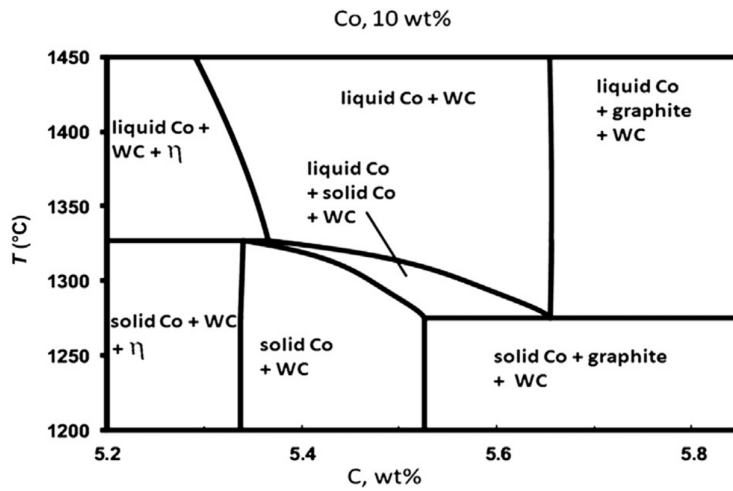 Co, 10 wt%
1450
1400
1350
1300
1250
1200
T (°C)
liquid Co +
WC + η
liquid Co + WC
liquid Co
+ graphite
+ WC
liquid Co
+ solid Co
+ WC
solid Co + WC
+ η
solid Co
+ WC
solid Co + graphite
+ WC
5.2
5.4
5.6
5.8
C, wt%